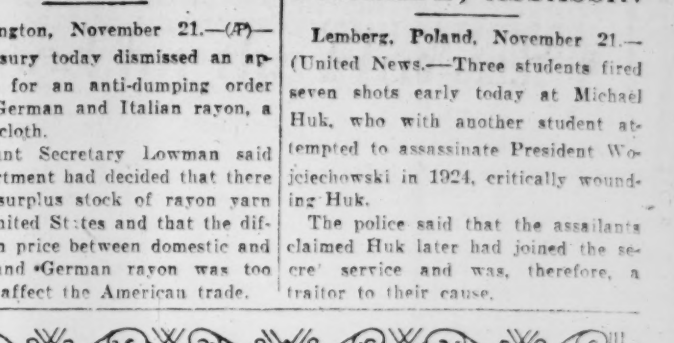 ngton, November 21.—(AP)—
sury today dismissed an ap-
for an anti-dumping order
German and Italian rayon, a
cloth.
nt Secretary Lowman said
rtment had decided that there
surplus stock of rayon yarn
nited St:tes and that the dif-
n price between domestic and
and German rayon was too
affect the American trade.
Lemberg, Poland, November 21.—
(United News.—Three students fired
seven shots early today at Michael
Huk, who with another student at-
tempted to assassinate President Wo-
jciechowski in 1924, critically wound-
ing Huk.
The police said that the assailants
claimed Huk later had joined the se-
cre' service and was, therefore, a
traitor to their cause.